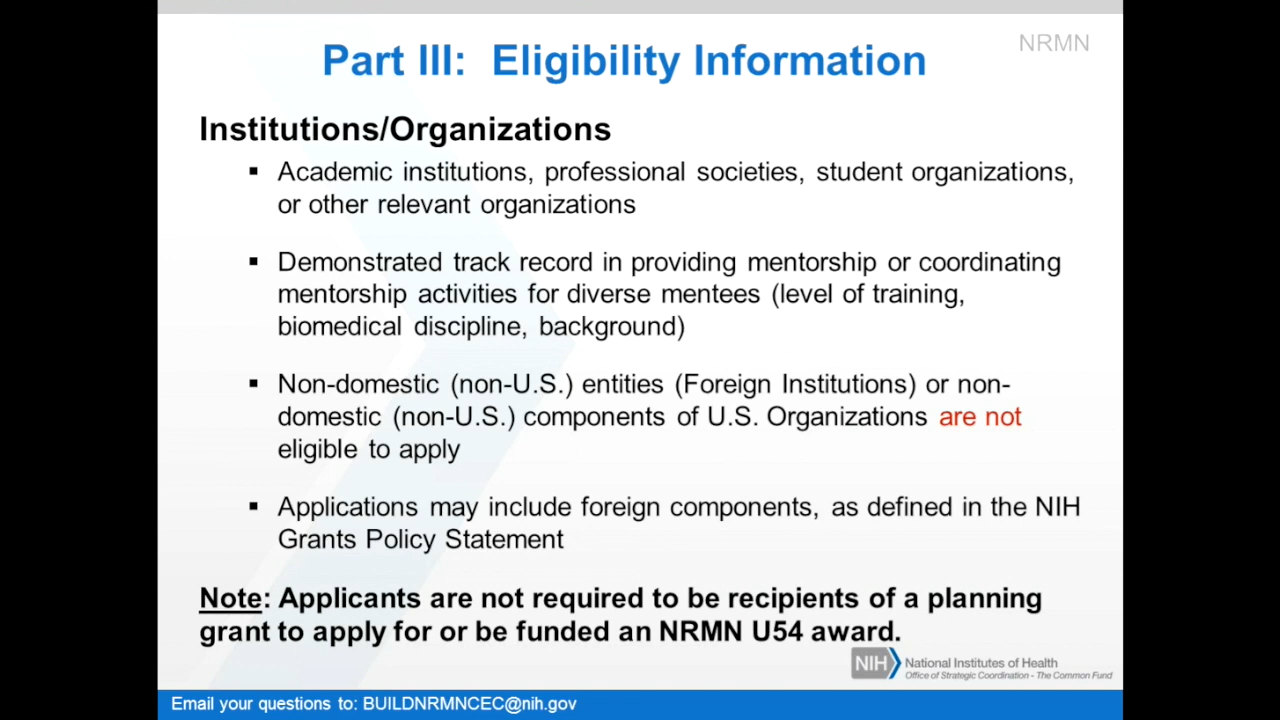 NRMN
Part III: Eligibility Information
Institutions/Organizations
▪ Academic institutions, professional societies, student organizations,
or other relevant organizations
▪ Demonstrated track record in providing mentorship or coordinating
mentorship activities for diverse mentees (level of training,
biomedical discipline, background)
▪ Non-domestic (non-U.S.) entities (Foreign Institutions) or non-
domestic (non-U.S.) components of U.S. Organizations are not
eligible to apply
▪ Applications may include foreign components, as defined in the NIH
Grants Policy Statement
Note: Applicants are not required to be recipients of a planning
grant to apply for or be funded an NRMN U54 award.
NIH National Institutes of Health
Office of Strategic Coordination - The Common Fund
Email your questions to: BUILDNRMNCEC@nih.gov